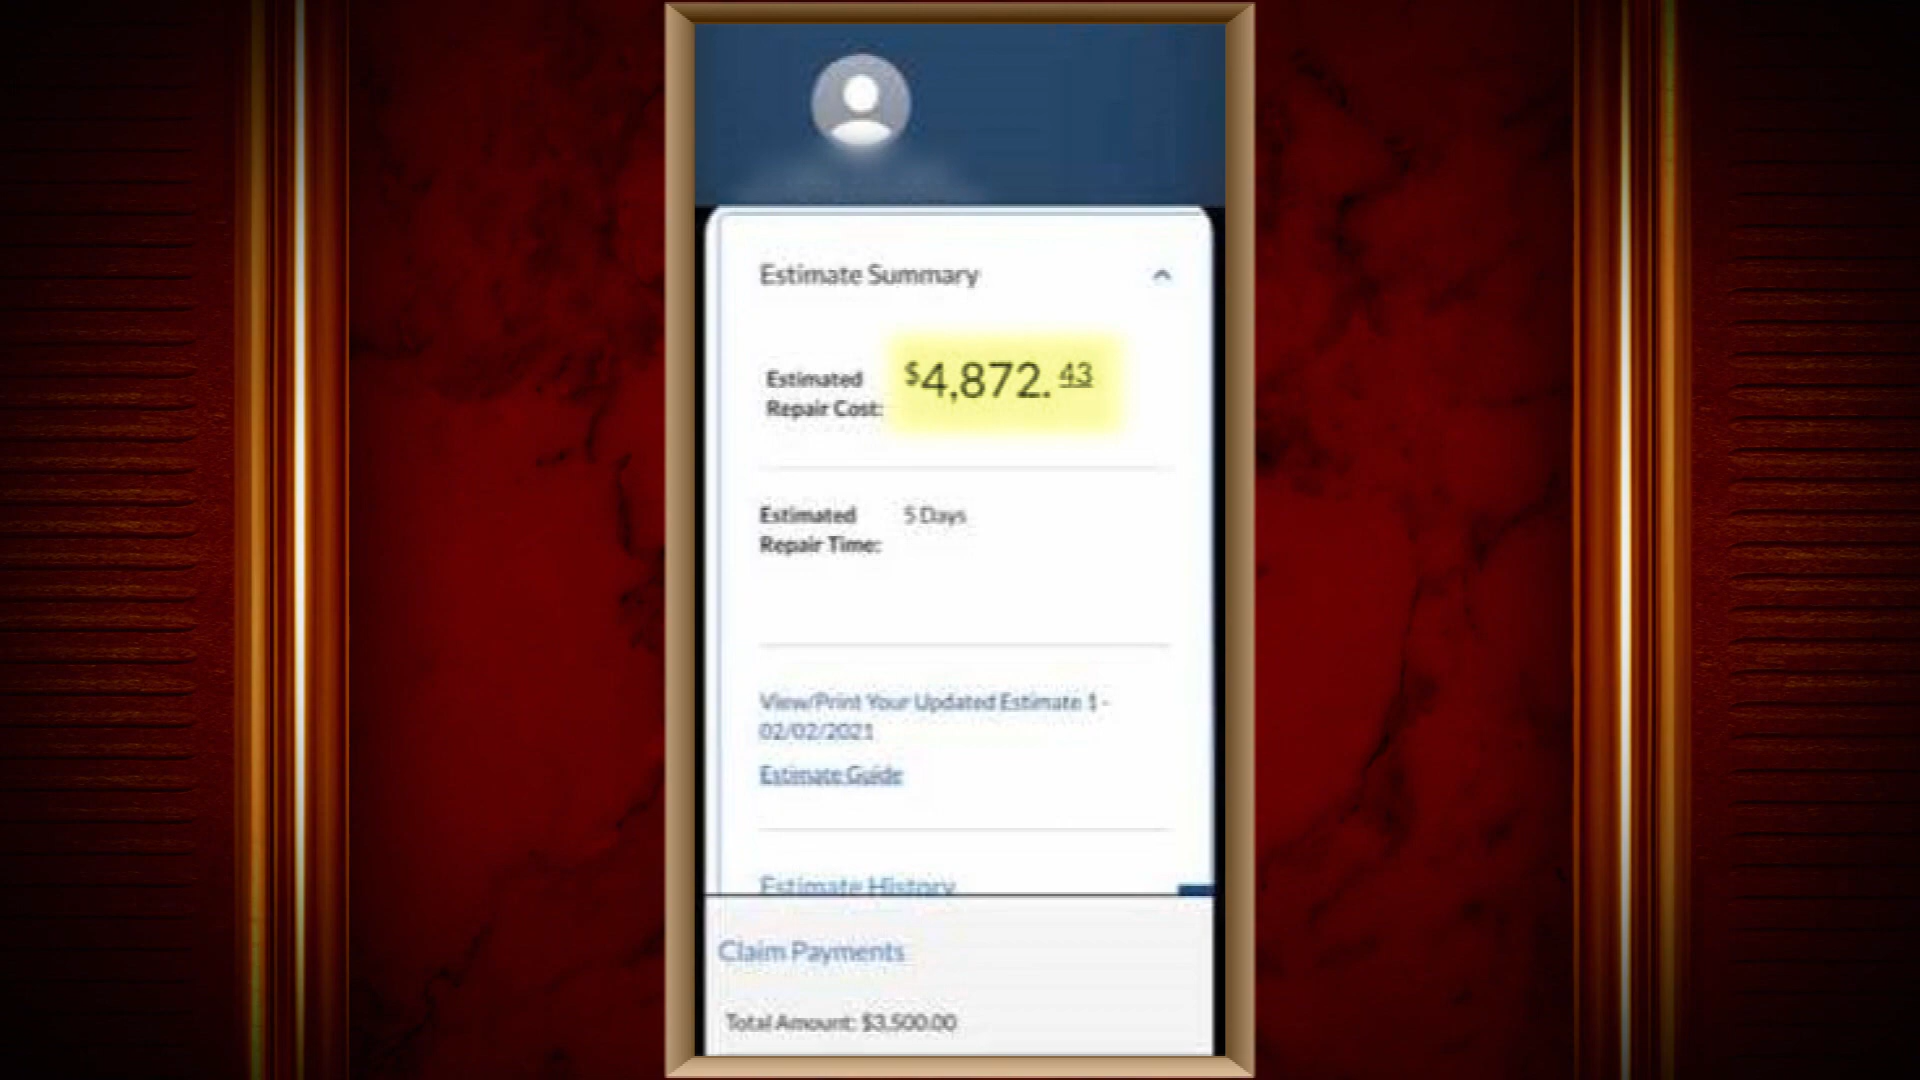 Estimate Summary
Estimated $4,872.43
Repair Cost:
Estimated 5 Days
Repair Time:
View/Print Your Updated Estimate 1 -
02/02/2021
Estimate Guide
Estimate History
Claim Payments
Total Amount: $3,500.00